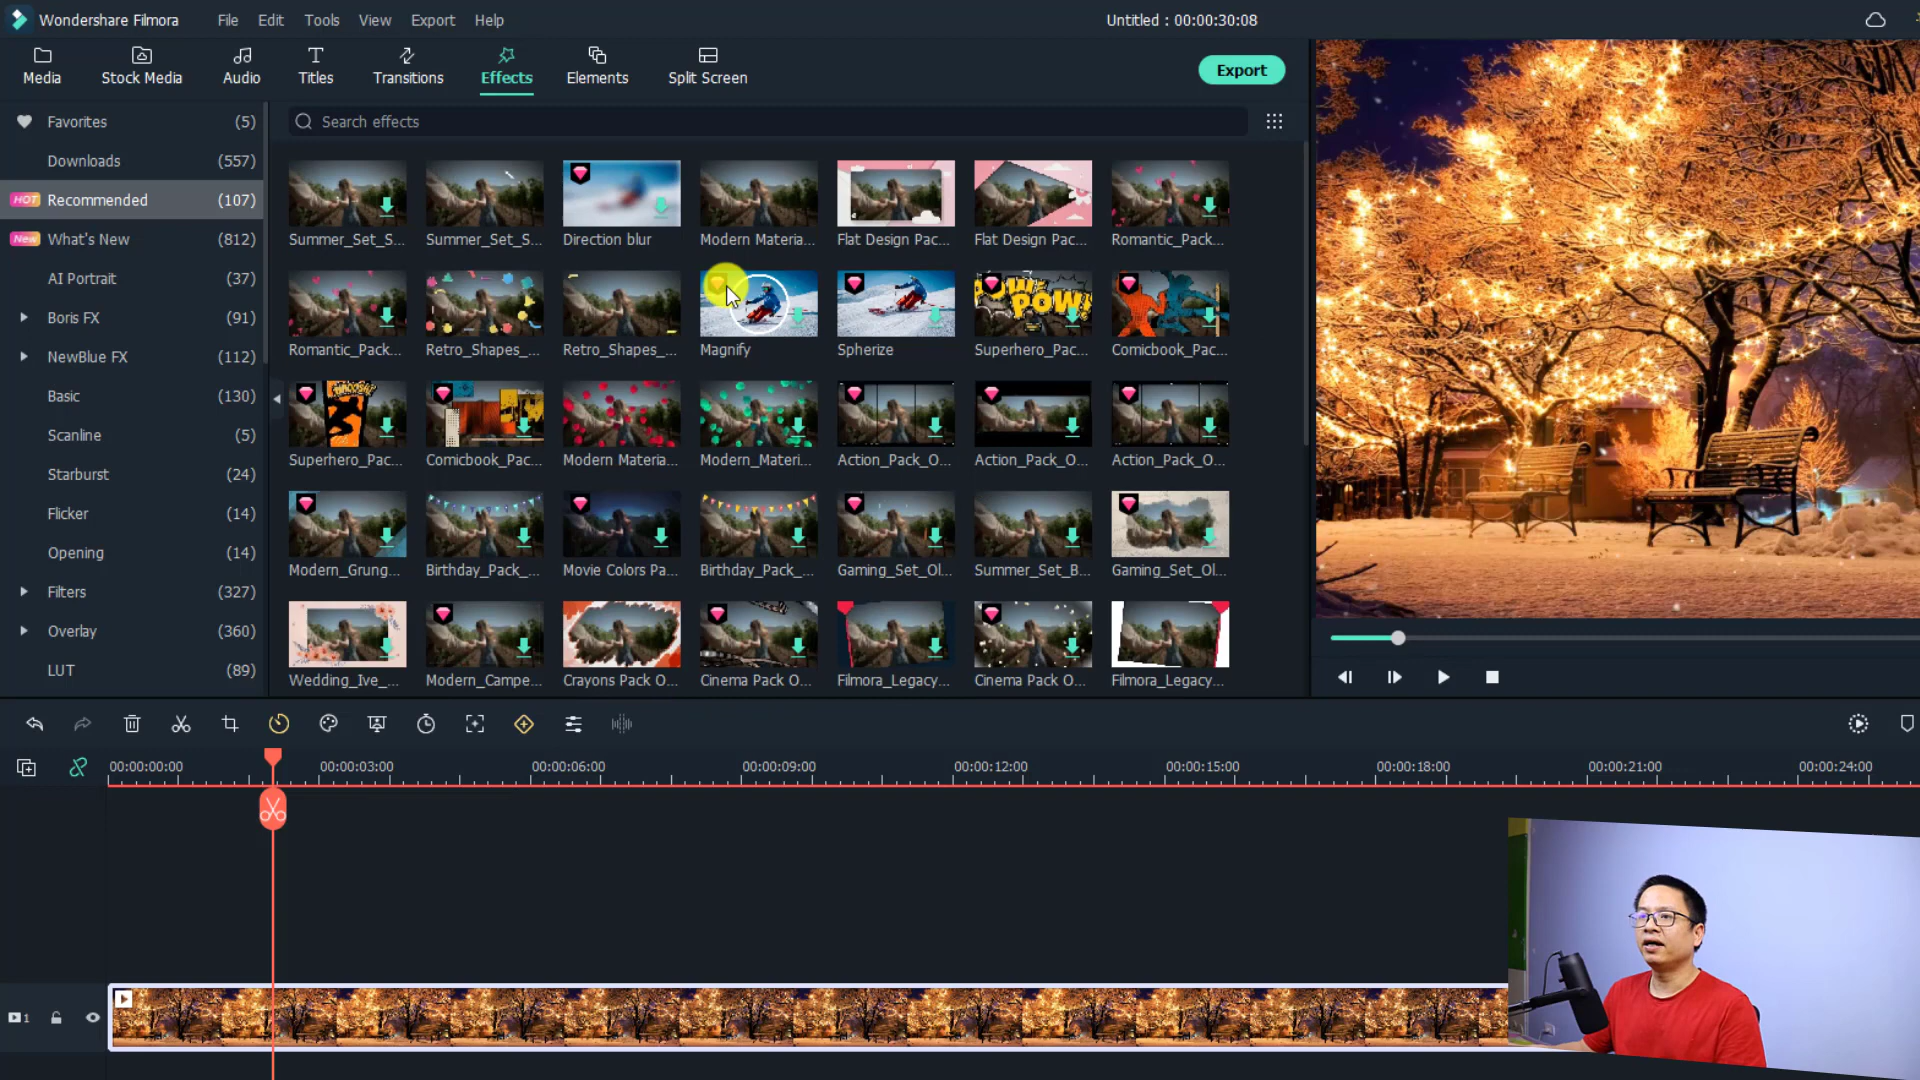 Wondershare Filmora File Edit Tools View Export Help Untitled : 00:00:30:08
Media Stock Media Audio Titles Transitions Effects Elements Split Screen Export
Favorites (5)
Search effects
Downloads (557)
HOT Recommended (107)
New What's New (812)
AI Portrait (37)
Boris FX (91)
NewBlue FX (112)
Basic (130)
Scanline (5)
Starburst (24)
Flicker (14)
Opening (14)
Filters (327)
Overlay (360)
LUT (89)
Summer_Set_S... Summer_Set_S... Direction blur Modern Materia... Flat Design Pac... Flat Design Pac... Romantic_Pack...
POW!
Romantic_Pack... Retro_Shapes_... Retro_Shapes_... Magnify Spherize Superhero_Pac... Comicbook_Pac...
Superhero_Pac... Comicbook_Pac... Modern Materia... Modern_Materi... Action_Pack_O... Action_Pack_O... Action_Pack_O...
Modern_Grung... Birthday_Pack_... Movie Colors Pa... Birthday_Pack_... Gaming_Set_Ol... Summer_Set_B... Gaming_Set_Ol...
Wedding_Ive_... Modern_Campe... Crayons Pack O... Cinema Pack O... Filmora_Legacy... Cinema Pack O... Filmora_Legacy...
00:00:00:00 00:00:03:00 00:00:06:00 00:00:09:00 00:00:12:00 00:00:15:00 00:00:18:00 00:00:21:00 00:00:24:00
1